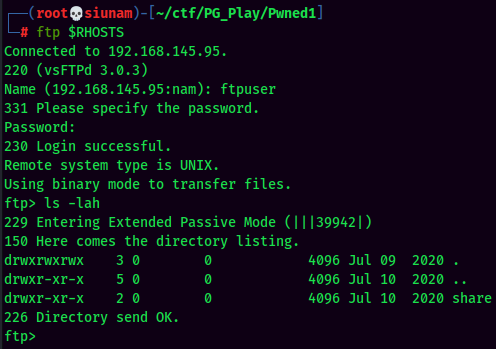 ┌──(root💀siunam)-[~/ctf/PG_Play/Pwned1]
└─# ftp $RHOSTS
Connected to 192.168.145.95.
220 (vsFTPd 3.0.3)
Name (192.168.145.95:nam): ftpuser
331 Please specify the password.
Password:
230 Login successful.
Remote system type is UNIX.
Using binary mode to transfer files.
ftp> ls -lah
229 Entering Extended Passive Mode (|||39942|)
150 Here comes the directory listing.
drwxrwxrwx    3 0        0            4096 Jul 09  2020 .
drwxr-xr-x    5 0        0            4096 Jul 10  2020 ..
drwxr-xr-x    2 0        0            4096 Jul 10  2020 share
226 Directory send OK.
ftp>